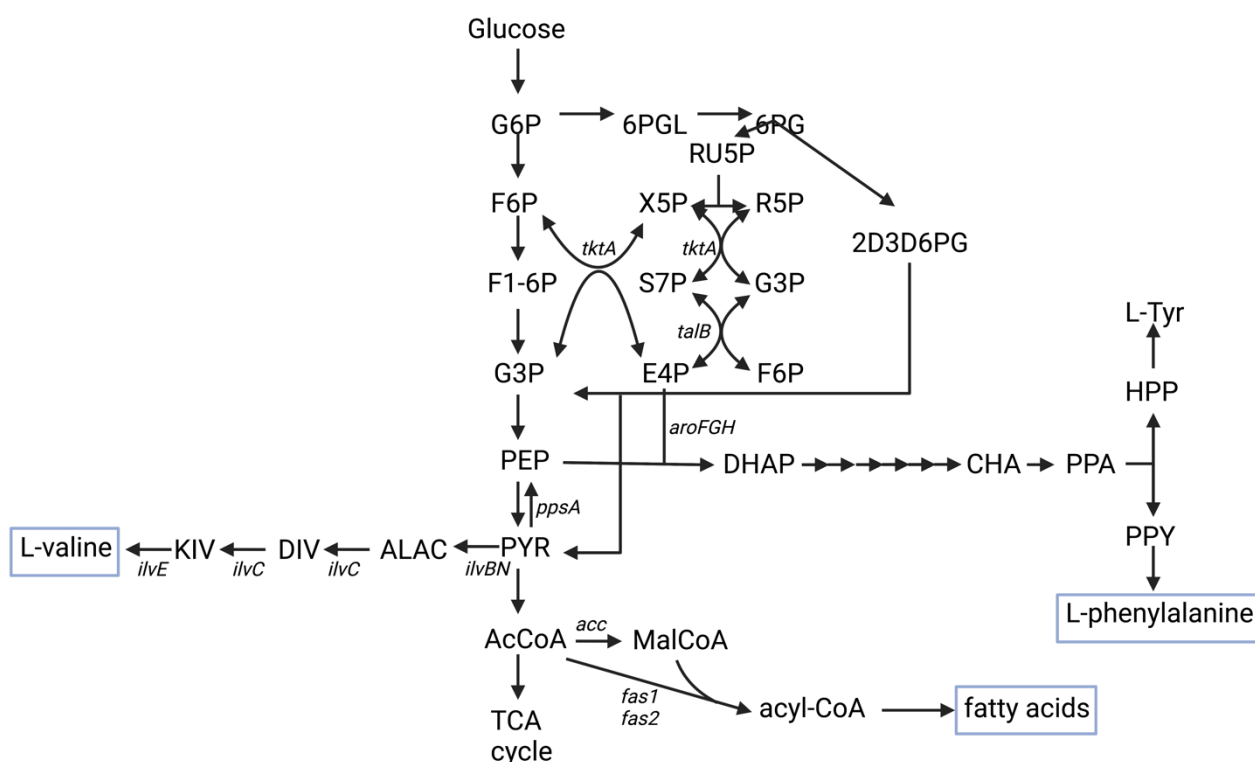 Glucose
G6P
6PGL
6PG
RU5P
F6P
X5P
R5P
tktA
tktA
2D3D6PG
F1-6P
S7P
G3P
talB
L-Tyr
G3P
E4P
F6P
HPP
aroFGH
PEP
DHAP
CHA
PPA
ppsA
PPY
L-valine
KIV
DIV
ALAC
PYR
ilvE
ilvC
ilvC
ilvBN
L-phenylalanine
AcCoA
acc
MalCoA
fas1
fas2
acyl-CoA
fatty acids
TCA
cycle